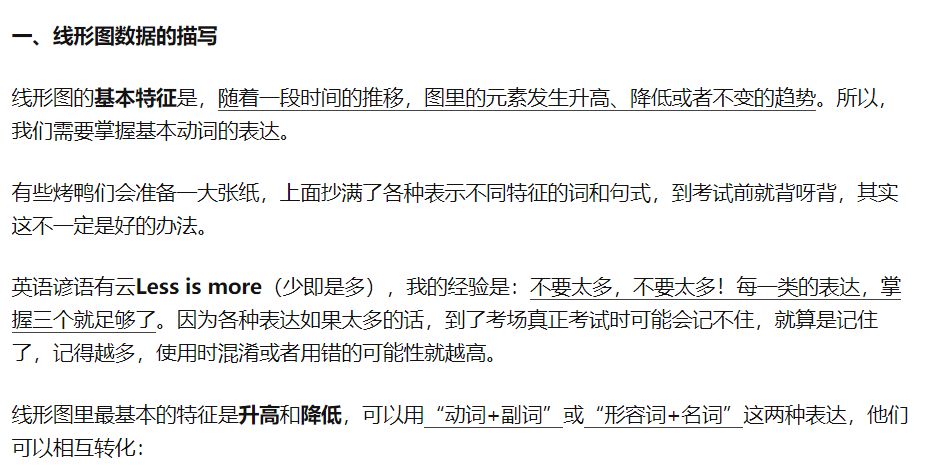 一、线形图数据的描写
线形图的基本特征是，随着一段时间的推移，图里的元素发生升高、降低或者不变的趋势。所以，
我们需要掌握基本动词的表达。
有些烤鸭们会准备一大张纸，上面抄满了各种表示不同特征的词和句式，到考试前就背呀背，其实
这不一定是好的办法。
英语谚语有云Less is more（少即是多），我的经验是：不要太多，不要太多！每一类的表达，掌
握三个就足够了。因为各种表达如果太多的话，到了考场真正考试时可能会记不住，就算是记住
了，记得越多，使用时混淆或者用错的可能性就越高。
线形图里最基本的特征是升高和降低，可以用“动词+副词”或“形容词+名词”这两种表达，他们
可以相互转化：